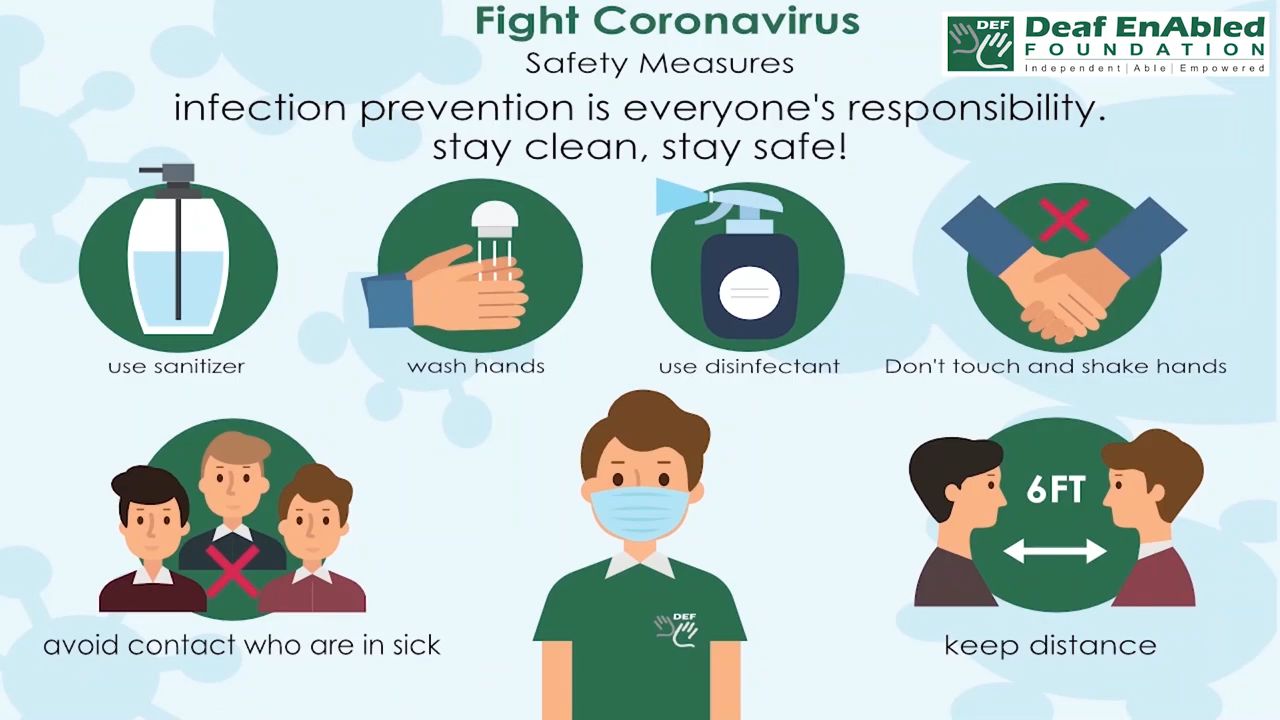 Fight Coronavirus
Safety Measures
DEF
Deaf EnAbled
FOUNDATION
Independent | Able | Empowered
infection prevention is everyone's responsibility.
stay clean, stay safe!
use sanitizer
wash hands
use disinfectant
Don't touch and shake hands
6FT
DEF
avoid contact who are in sick
keep distance